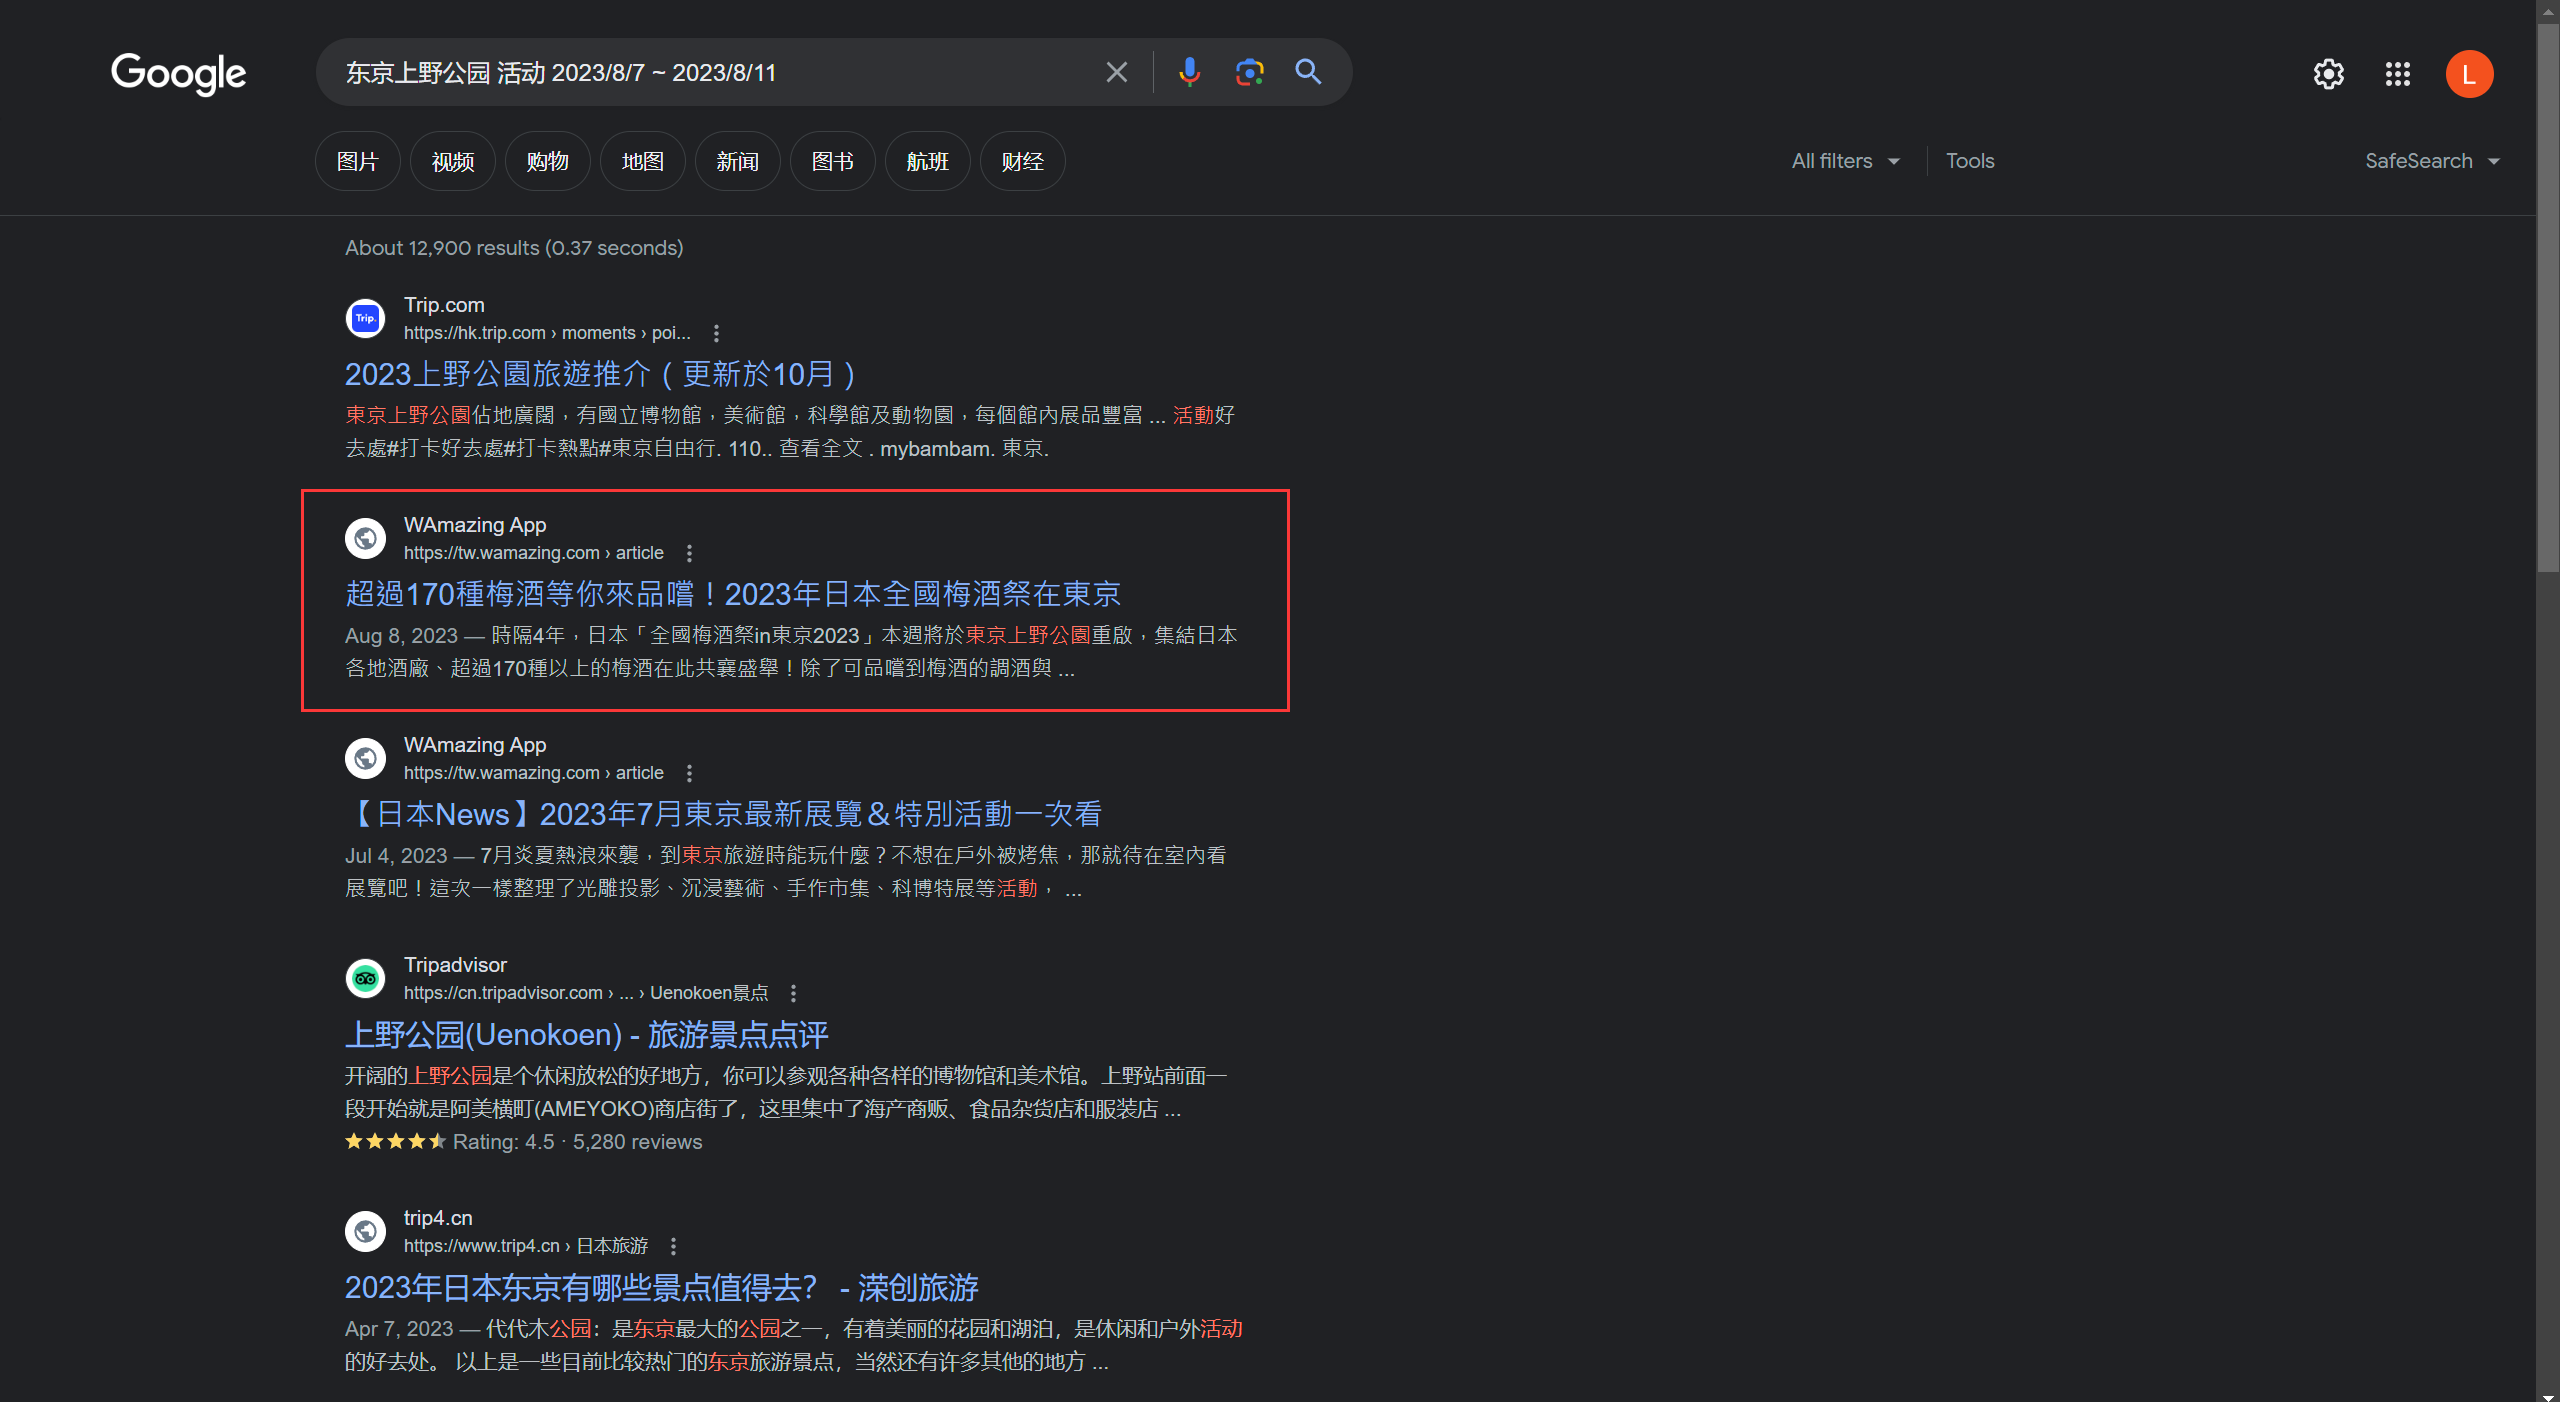 Google
东京上野公园 活动 2023/8/7 ~ 2023/8/11
L
图片 视频 购物 地图 新闻 图书 航班 财经
All filters Tools SafeSearch
About 12,900 results (0.37 seconds)
Trip.
Trip.com
https://hk.trip.com › moments › poi...
2023上野公園旅遊推介（更新於10月）
東京上野公園佔地廣闊，有國立博物館，美術館，科學館及動物園，每個館內展品豐富 ... 活動好
去處#打卡好去處#打卡熱點#東京自由行. 110.. 查看全文 . mybambam. 東京.
WAmazing App
https://tw.wamazing.com › article
超過170種梅酒等你來品嚐！2023年日本全國梅酒祭在東京
Aug 8, 2023 — 時隔4年，日本「全國梅酒祭in東京2023」本週將於東京上野公園重啟，集結日本
各地酒廠、超過170種以上的梅酒在此共襄盛舉！除了可品嚐到梅酒的調酒與 ...
WAmazing App
https://tw.wamazing.com › article
【日本News】2023年7月東京最新展覽＆特別活動一次看
Jul 4, 2023 — 7月炎夏熱浪來襲，到東京旅遊時能玩什麼？不想在戶外被烤焦，那就待在室內看
展覽吧！這次一樣整理了光雕投影、沉浸藝術、手作市集、科博特展等活動， ...
Tripadvisor
https://cn.tripadvisor.com › ... › Uenokoen景点
上野公园(Uenokoen) - 旅游景点点评
开阔的上野公园是个休闲放松的好地方，你可以参观各种各样的博物馆和美术馆。上野站前面一
段开始就是阿美横町(AMEYOKO)商店街了，这里集中了海产商贩、食品杂货店和服装店 ...
Rating: 4.5 · 5,280 reviews
trip4.cn
https://www.trip4.cn › 日本旅游
2023年日本东京有哪些景点值得去？ - 深创旅游
Apr 7, 2023 — 代代木公园：是东京最大的公园之一，有着美丽的花园和湖泊，是休闲和户外活动
的好去处。 以上是一些目前比较热门的东京旅游景点，当然还有许多其他的地方 ...